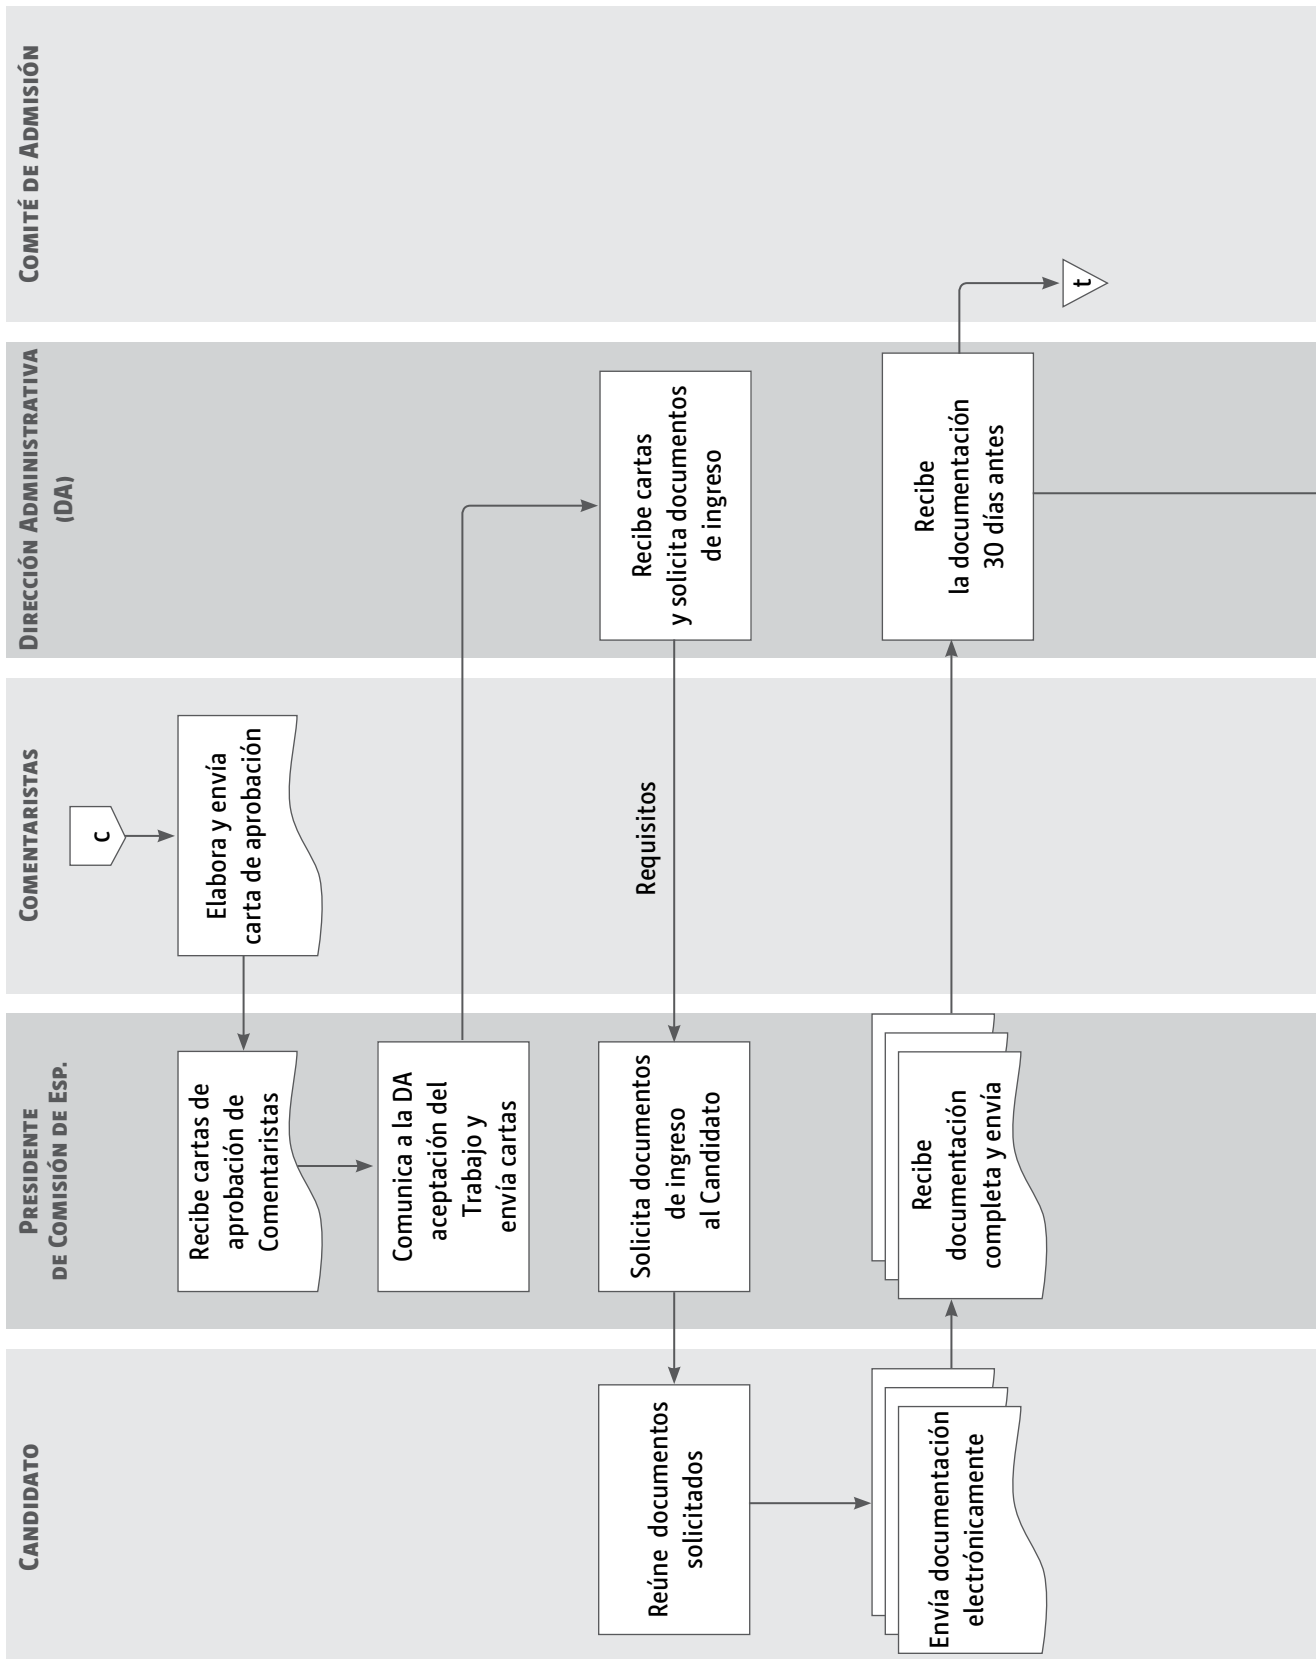 CANDIDATO
PRESIDENTE
DE COMISIÓN DE ESP.
COMENTARISTAS
DIRECCIÓN ADMINISTRATIVA
(DA)
COMITÉ DE ADMISIÓN
C
Elabora y envía
carta de aprobación
Recibe cartas de
aprobación de
Comentaristas
Comunica a la DA
aceptación del
Trabajo y
envía cartas
Recibe cartas
y solicita documentos
de ingreso
Requisitos
Solicita documentos
de ingreso
al Candidato
Reúne documentos
solicitados
Envía documentación
electrónicamente
Recibe
documentación
completa y envía
Recibe
la documentación
30 días antes
t